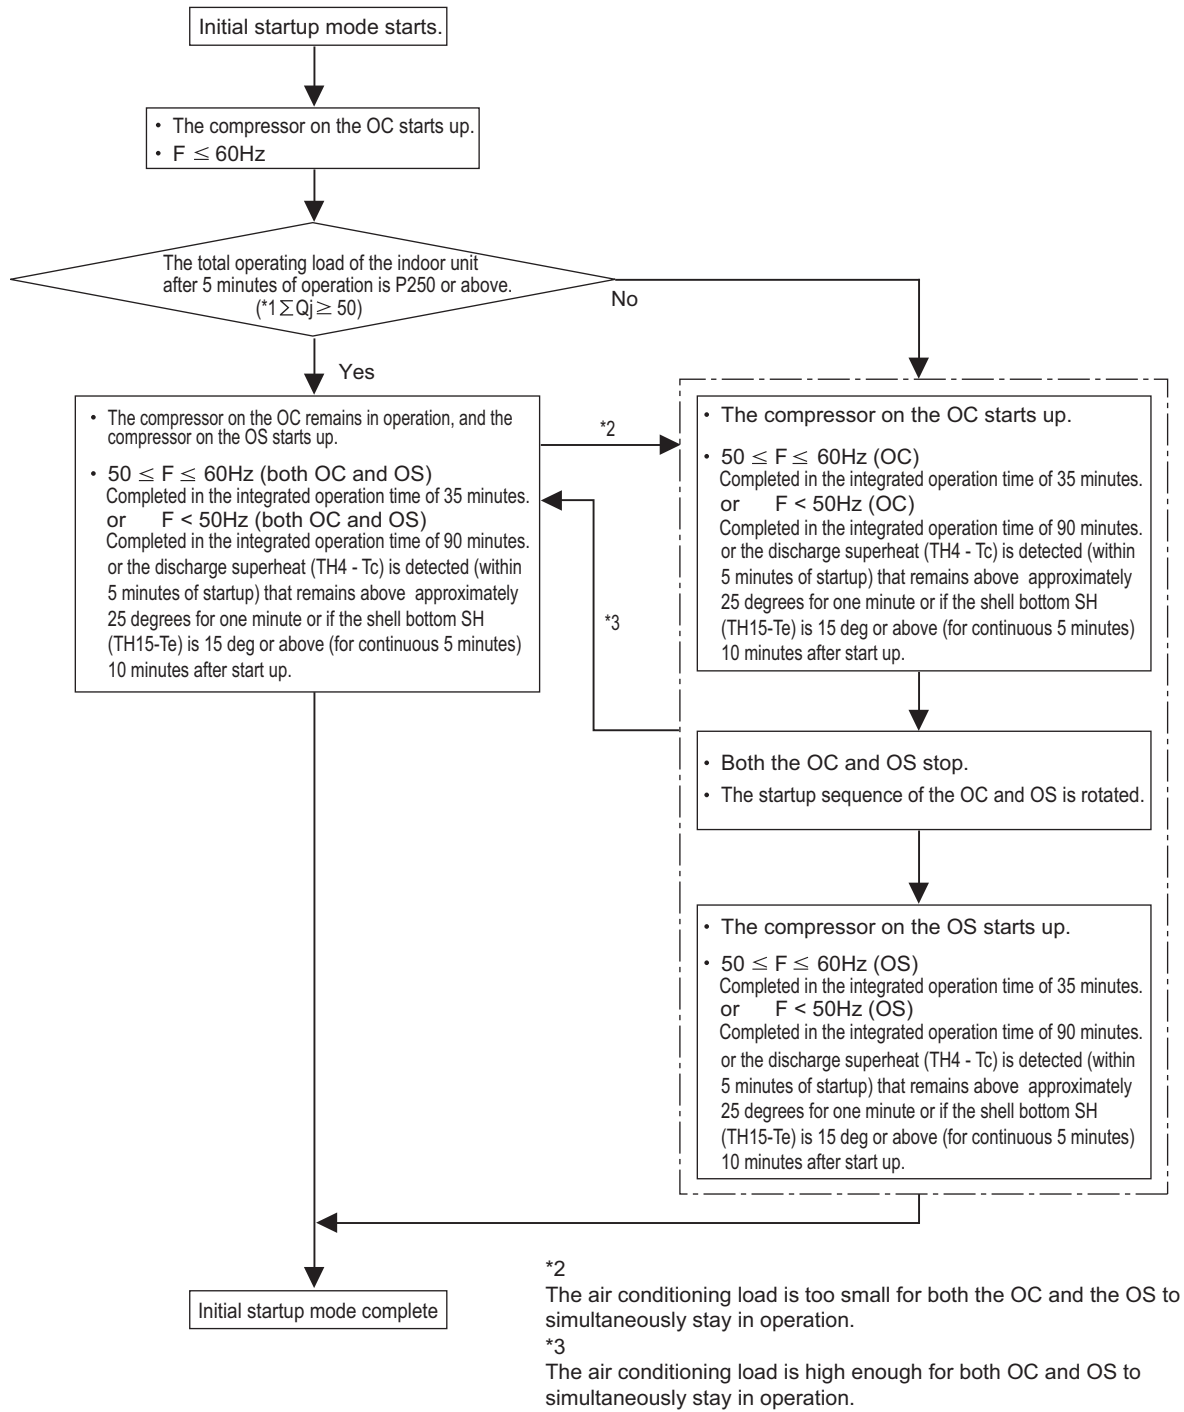 Initial startup mode starts.
・ The compressor on the OC starts up.
・ F ≤ 60Hz
The total operating load of the indoor unit
after 5 minutes of operation is P250 or above.
(*1∑Qj ≥ 50)
No
Yes
・ The compressor on the OC remains in operation, and the
compressor on the OS starts up.
・ 50 ≤ F ≤ 60Hz (both OC and OS)
Completed in the integrated operation time of 35 minutes.
or F < 50Hz (both OC and OS)
Completed in the integrated operation time of 90 minutes.
or the discharge superheat (TH4 - Tc) is detected (within
5 minutes of startup) that remains above approximately
25 degrees for one minute or if the shell bottom SH
(TH15-Te) is 15 deg or above (for continuous 5 minutes)
10 minutes after start up.
*2
*3
・ The compressor on the OC starts up.
・ 50 ≤ F ≤ 60Hz (OC)
Completed in the integrated operation time of 35 minutes.
or F < 50Hz (OC)
Completed in the integrated operation time of 90 minutes.
or the discharge superheat (TH4 - Tc) is detected (within
5 minutes of startup) that remains above approximately
25 degrees for one minute or if the shell bottom SH
(TH15-Te) is 15 deg or above (for continuous 5 minutes)
10 minutes after start up.
・ Both the OC and OS stop.
・ The startup sequence of the OC and OS is rotated.
・ The compressor on the OS starts up.
・ 50 ≤ F ≤ 60Hz (OS)
Completed in the integrated operation time of 35 minutes.
or F < 50Hz (OS)
Completed in the integrated operation time of 90 minutes.
or the discharge superheat (TH4 - Tc) is detected (within
5 minutes of startup) that remains above approximately
25 degrees for one minute or if the shell bottom SH
(TH15-Te) is 15 deg or above (for continuous 5 minutes)
10 minutes after start up.
Initial startup mode complete
*2
The air conditioning load is too small for both the OC and the OS to
simultaneously stay in operation.
*3
The air conditioning load is high enough for both OC and OS to
simultaneously stay in operation.